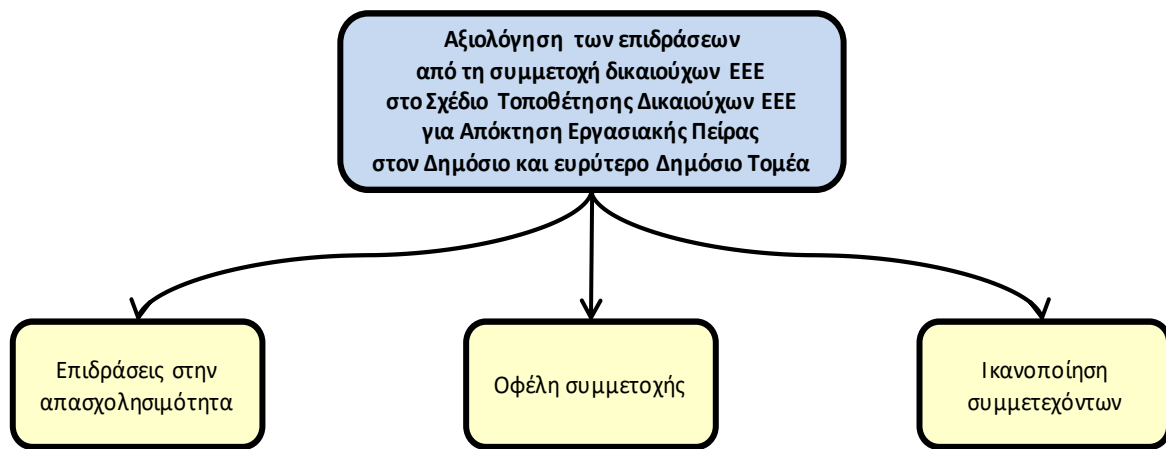 Αξιολόγηση των επιδράσεων
από τη συμμετοχή δικαιούχων ΕΕΕ
στο Σχέδιο Τοποθέτησης Δικαιούχων ΕΕΕ
για Απόκτηση Εργασιακής Πείρας
στον Δημόσιο και ευρύτερο Δημόσιο Τομέα
Επιδράσεις στην
απασχολησιμότητα
Οφέλη συμμετοχής
Ικανοποίηση
συμμετεχόντων